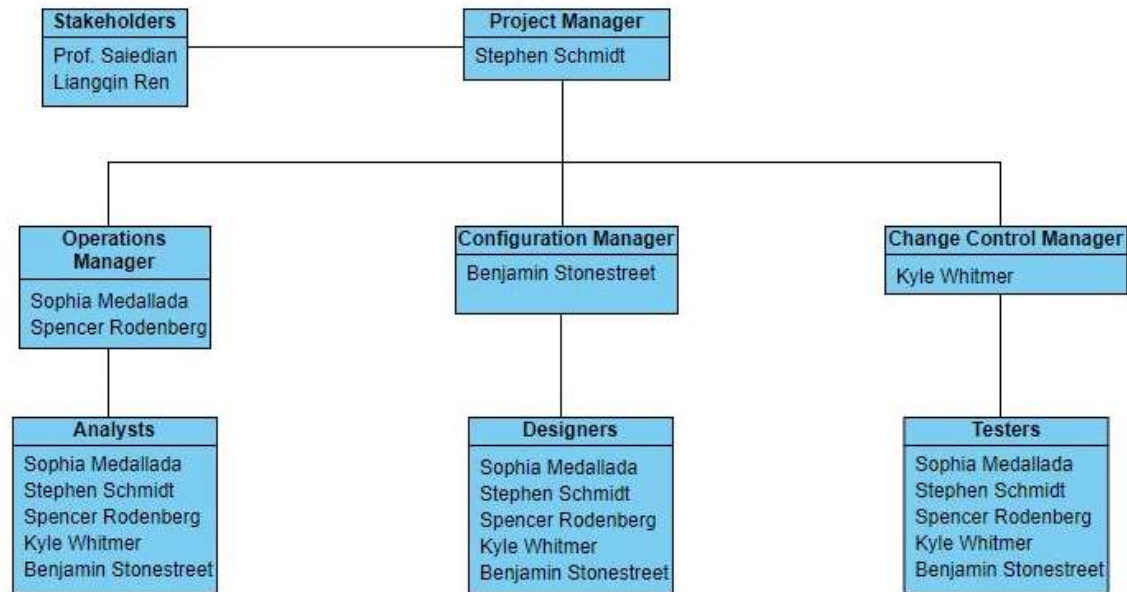 Stakeholders
Prof. Saiedian
Liangqin Ren
Project Manager
Stephen Schmidt
Operations
Manager
Sophia Medallada
Spencer Rodenberg
Configuration Manager
Benjamin Stonestreet
Change Control Manager
Kyle Whitmer
Analysts
Sophia Medallada
Stephen Schmidt
Spencer Rodenberg
Kyle Whitmer
Benjamin Stonestreet
Designers
Sophia Medallada
Stephen Schmidt
Spencer Rodenberg
Kyle Whitmer
Benjamin Stonestreet
Testers
Sophia Medallada
Stephen Schmidt
Spencer Rodenberg
Kyle Whitmer
Benjamin Stonestreet